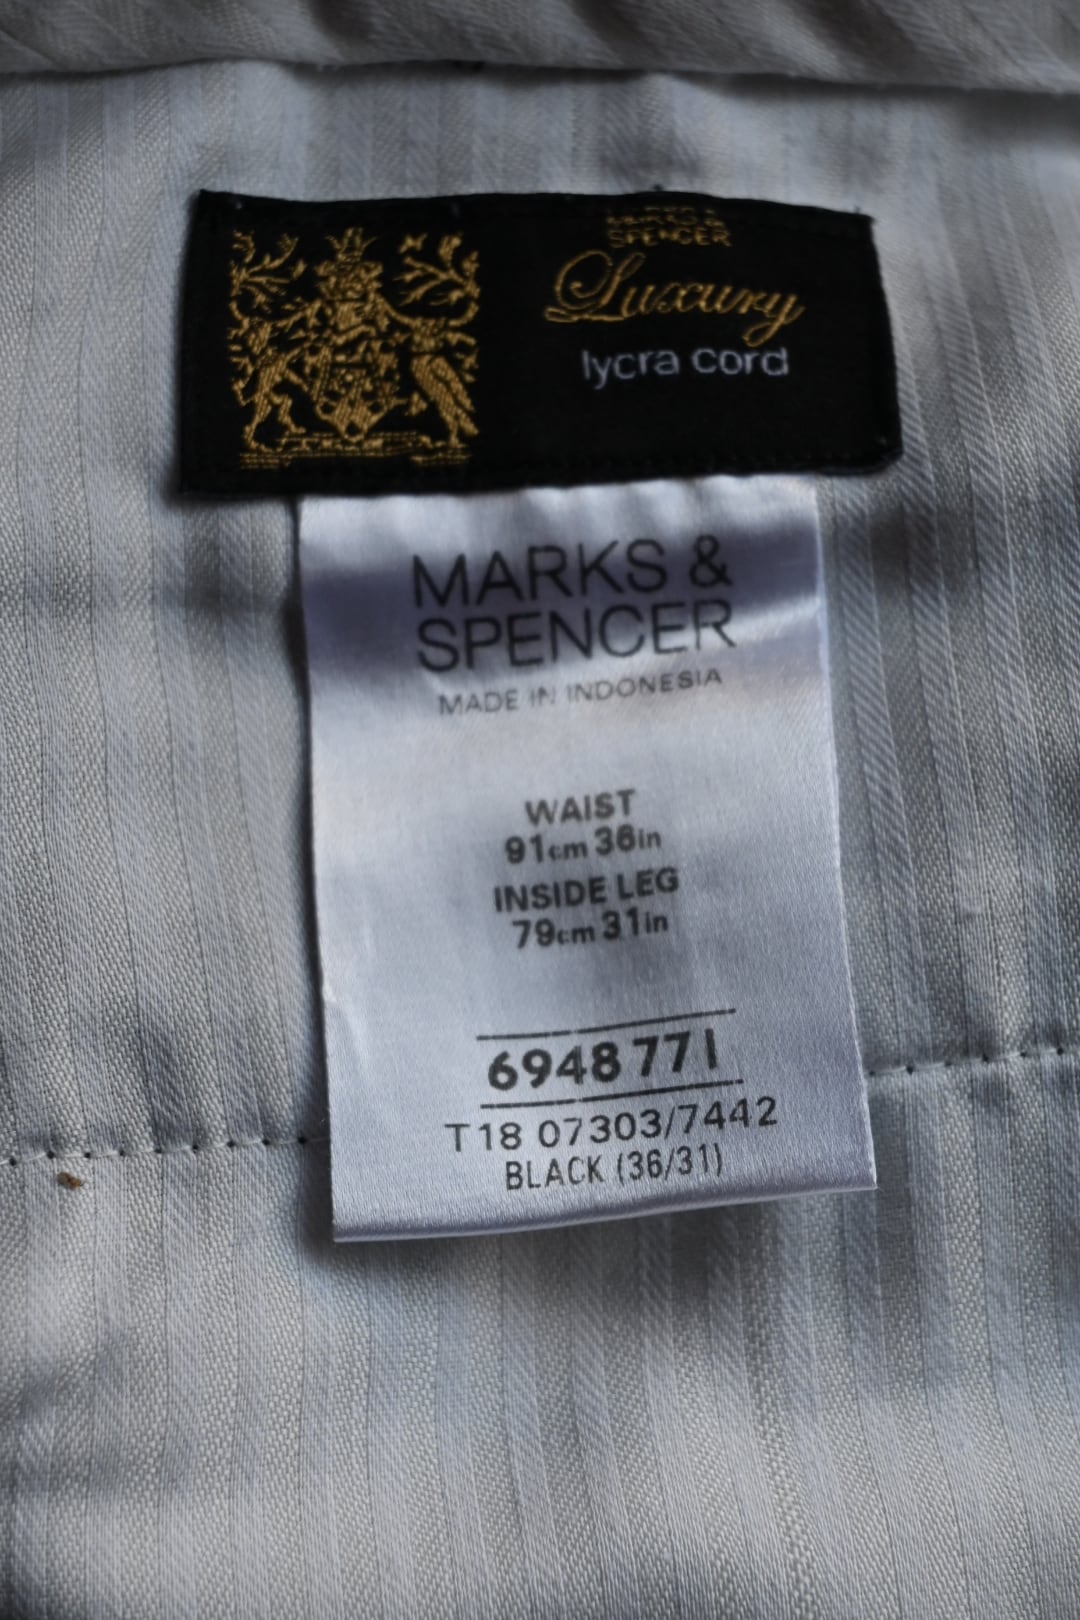 MARKS &
SPENCER
Luxury
lycra cord
MARKS &
SPENCER
MADE IN INDONESIA
WAIST
91cm 36in
INSIDE LEG
79cm 31in
6948 771
T18 07303/7442
BLACK (36/31)